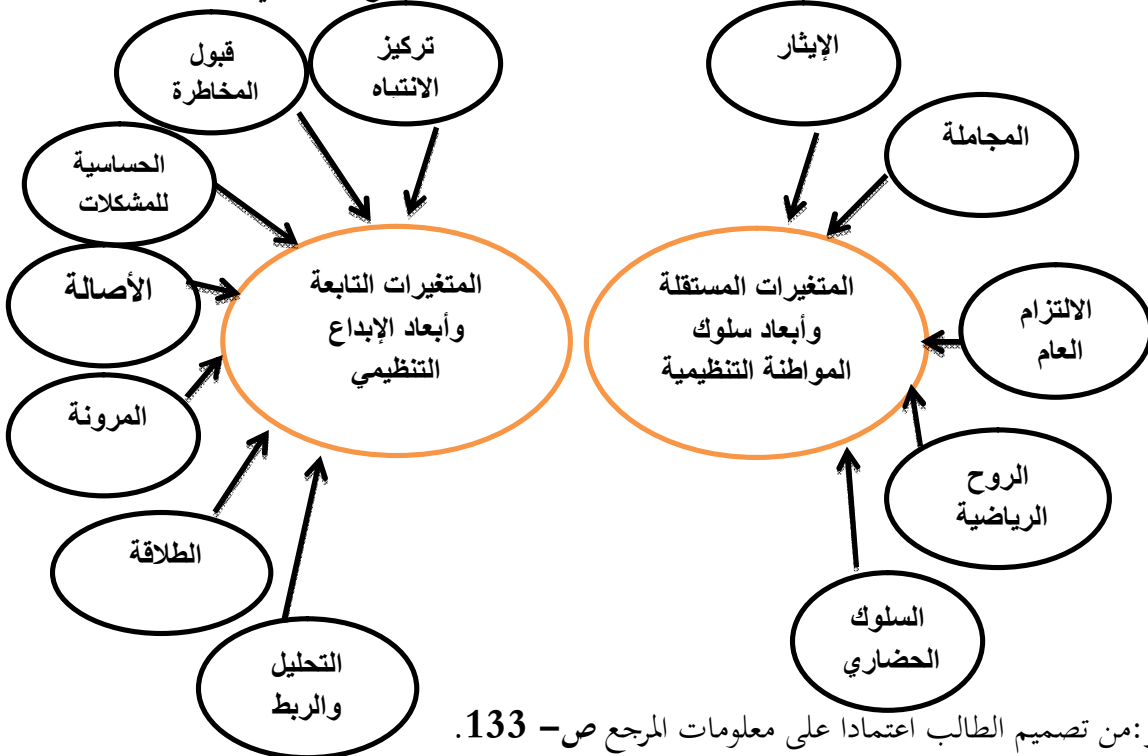 الإيثار
المجاملة
الالتزام
العام
الروح
الرياضية
السلوك
الحضاري
المتغيرات المستقلة
وأبعاد سلوك
المواطنة التنظيمية
تركيز
الانتباه
قبول
المخاطرة
الحساسية
للمشكلات
الأصالة
المرونة
الطلاقة
التحليل
والربط
المتغيرات التابعة
وأبعاد الإبداع
التنظيمي
:من تصميم الطالب اعتمادا على معلومات المرجع ص– 133.